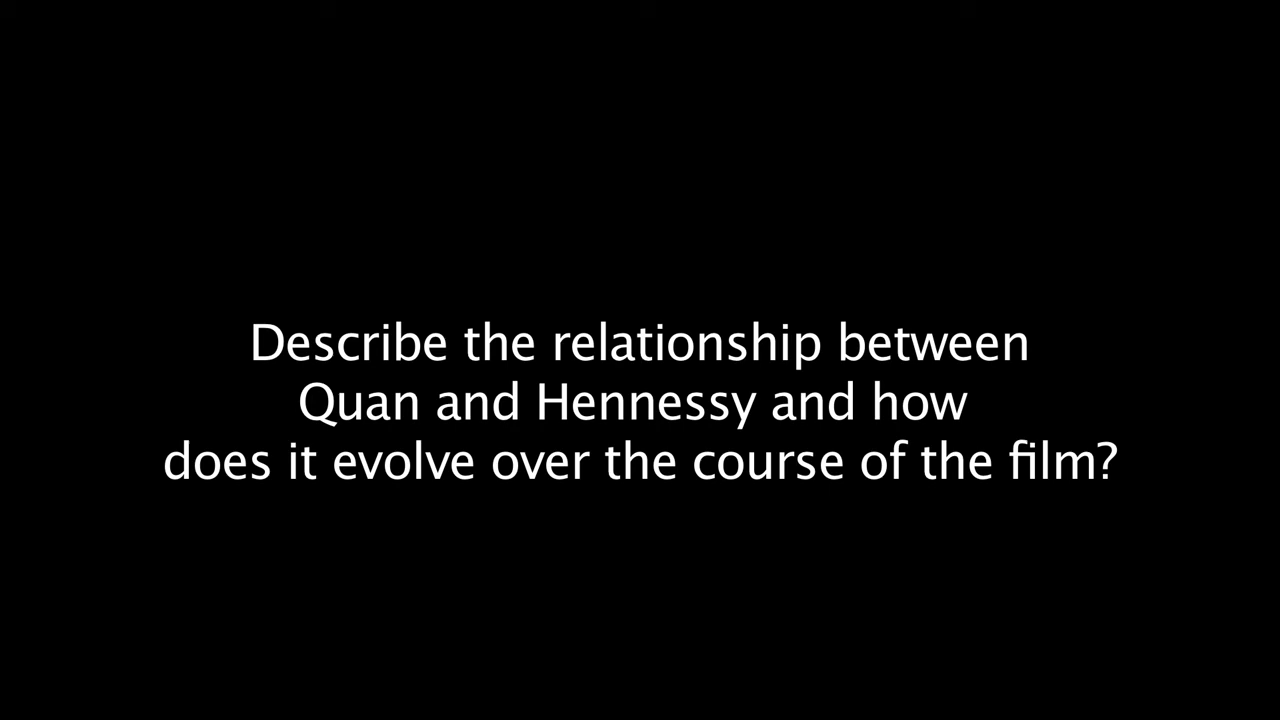 Describe the relationship between
Quan and Hennessy and how
does it evolve over the course of the film?